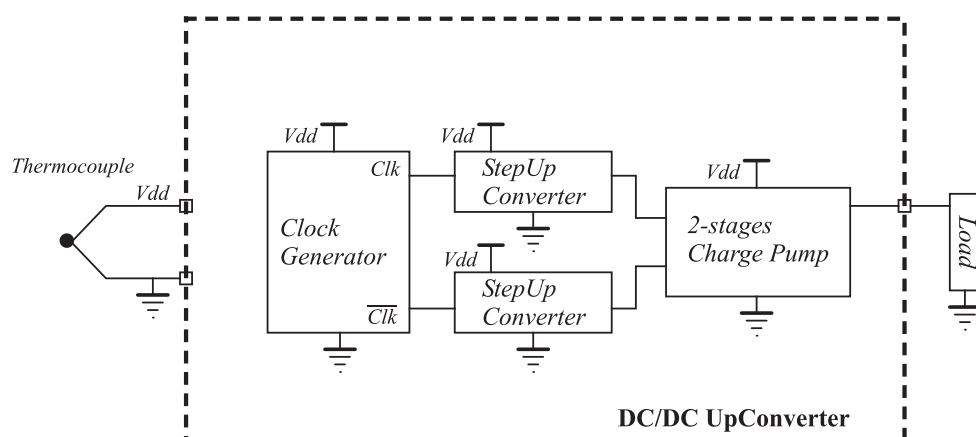 Thermocouple
Vdd
Vdd
Clk
Clock
Generator
Clk
Vdd
StepUp
Converter
Vdd
StepUp
Converter
Vdd
2-stages
Charge Pump
Load
DC/DC UpConverter